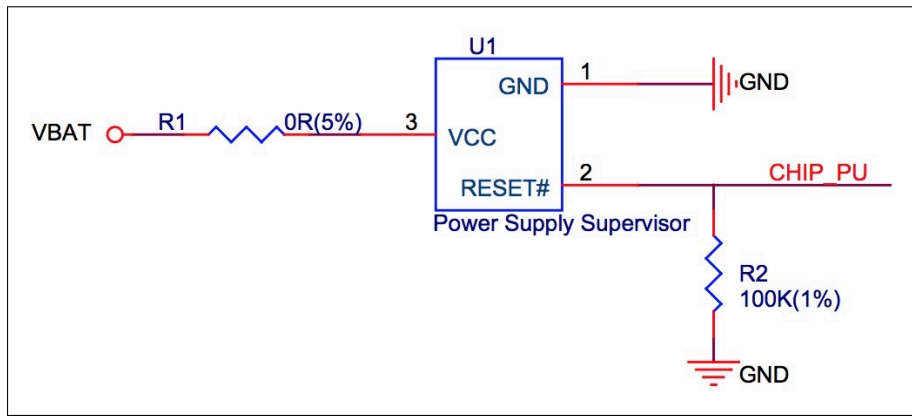 U1
GND
1
GND
VBAT
R1
0R(5%)
3
VCC
RESET#
2
CHIP_PU
Power Supply Supervisor
R2
100K(1%)
GND